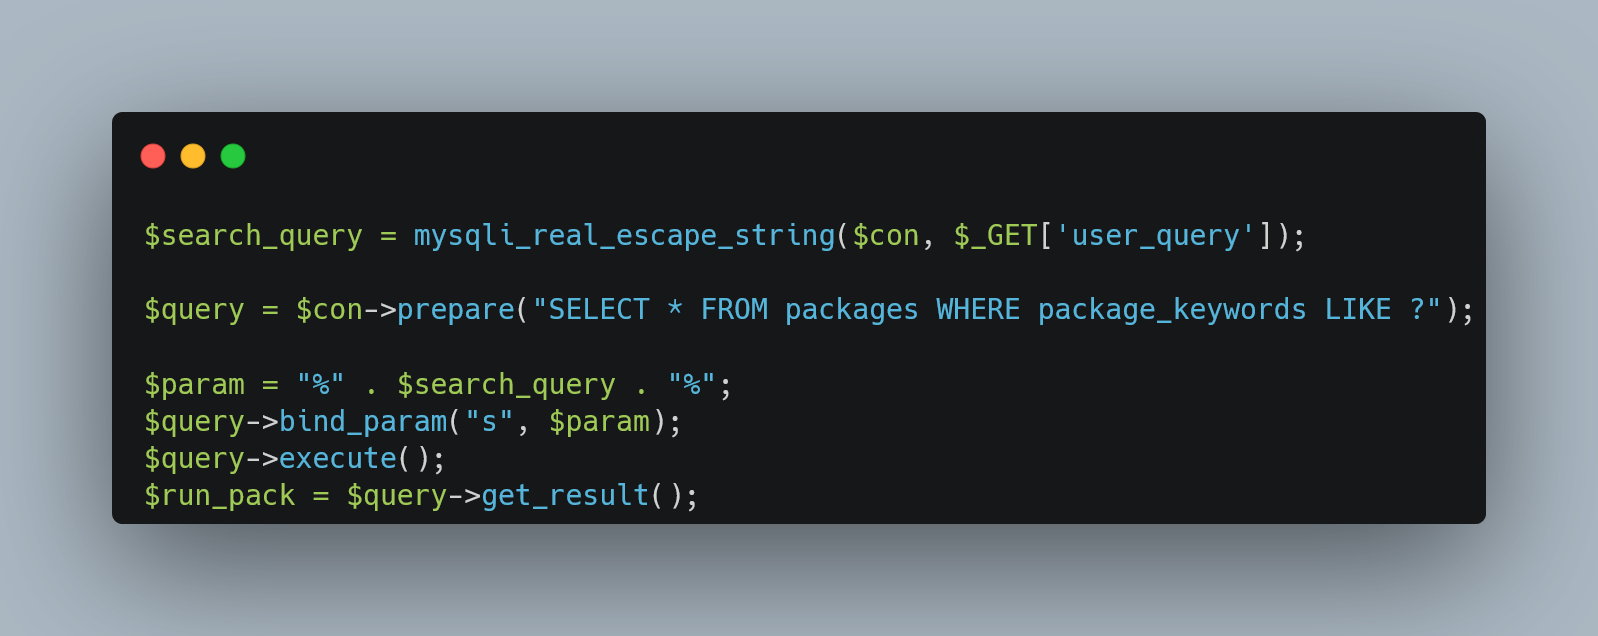 $search_query = mysqli_real_escape_string($con, $_GET['user_query']);
$query = $con->prepare("SELECT * FROM packages WHERE package_keywords LIKE ?");
$param = "%" . $search_query . "%";
$query->bind_param("s", $param);
$query->execute();
$run_pack = $query->get_result();